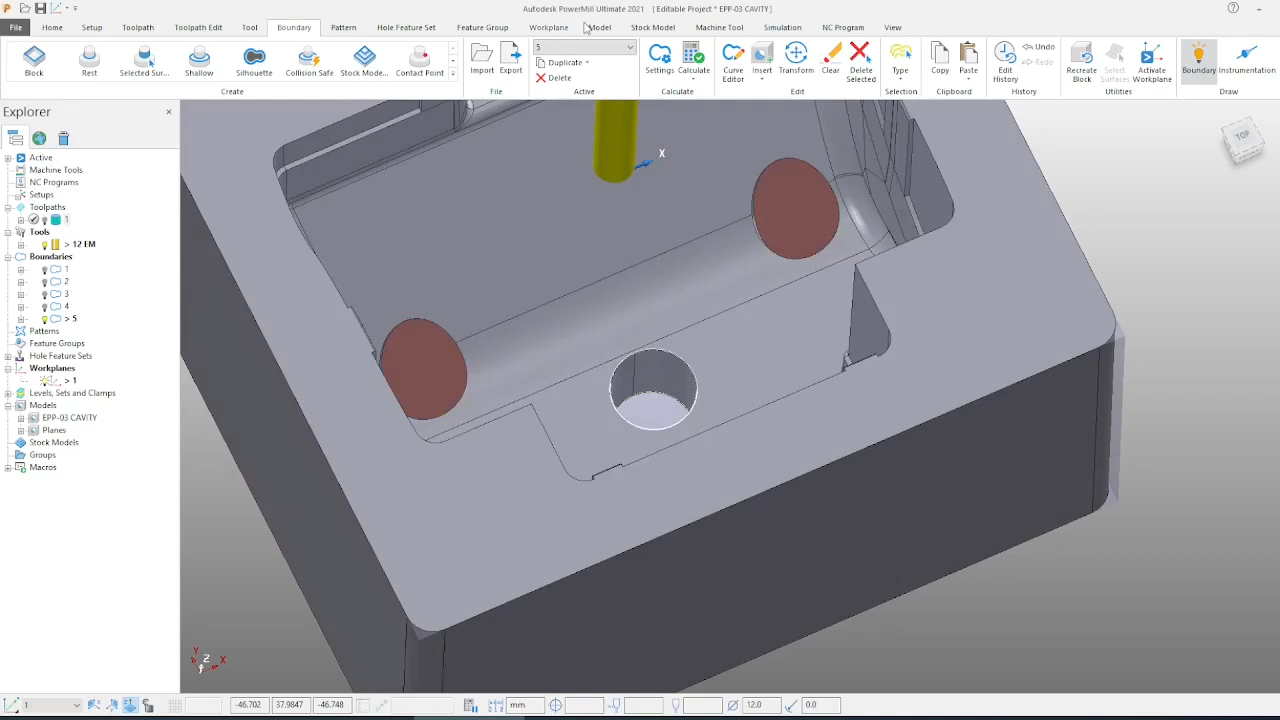 Autodesk PowerMill Ultimate 2021 [ Editable Project * EPP-03 CAVITY ]
File Home Setup Toolpath Toolpath Edit Tool Boundary Pattern Hole Feature Set Feature Group Workplane Model Stock Model Machine Tool Simulation NC Program View
5
Duplicate
Delete
Undo
Redo
Block Rest Selected Sur... Shallow Silhouette Collision Safe Stock Mode... Contact Point Import Export Settings Calculate Curve Editor Insert Transform Clear Delete Selected Type Copy Paste Edit History Recreate Block Select Surfaces Activate Workplane Boundary Instrumentation
Create File Active Calculate Edit Selection Clipboard History Utilities Draw
Explorer
Active
Machine Tools
NC Programs
Setups
Toolpaths
1
Tools
> 12 EM
Boundaries
1
2
3
4
> 5
Patterns
Feature Groups
Hole Feature Sets
Workplanes
> 1
Levels, Sets and Clamps
Models
EPP-03 CAVITY
Planes
Stock Models
Groups
Macros
X
TOP
Y
Z
X
1 -46.702 37.9847 -46.748 mm 12.0 0.0